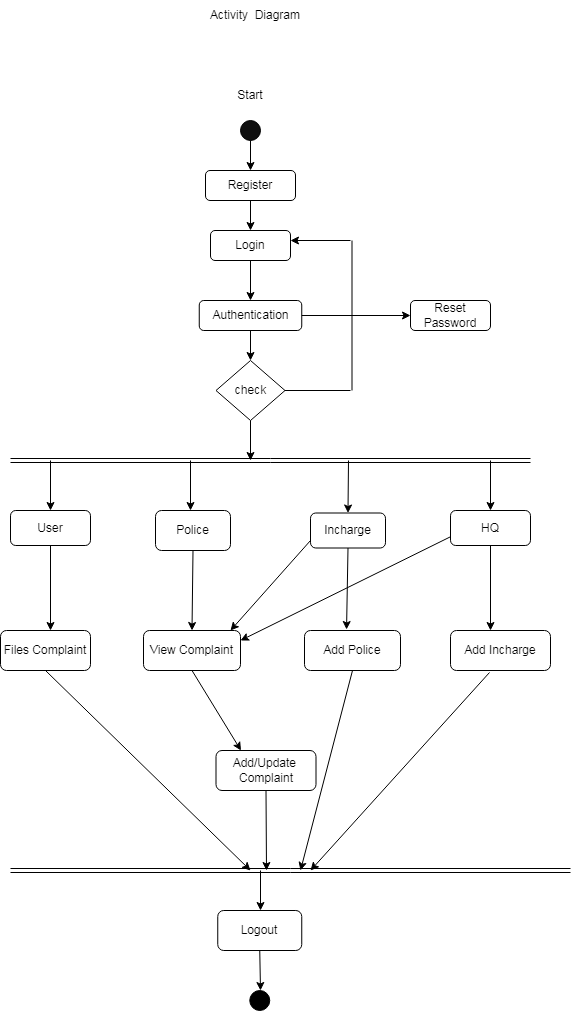 Activity Diagram
Start
Register
Login
Authentication
Reset
Password
check
User
Police
Incharge
HQ
Files Complaint
View Complaint
Add Police
Add Incharge
Add/Update
Complaint
Logout